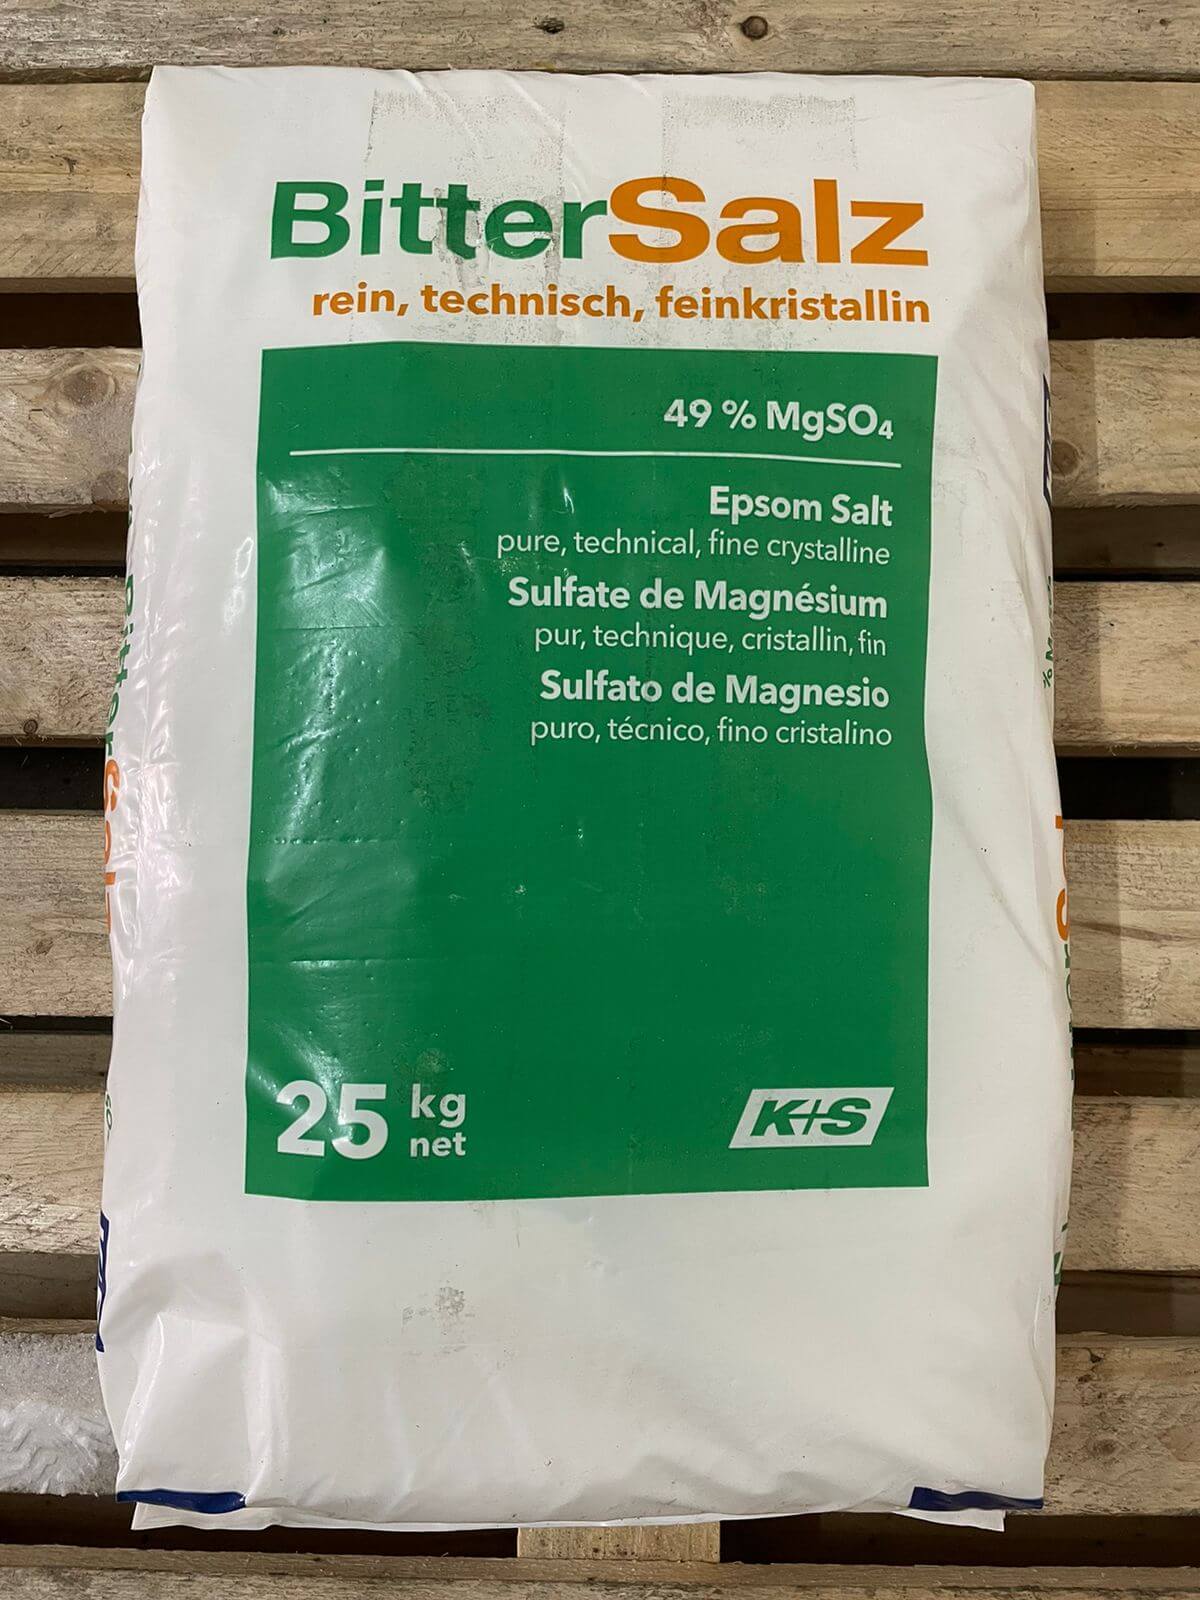 BitterSalz
rein, technisch, feinkristallin
49 % MgSO₄
Epsom Salt
pure, technical, fine crystalline
Sulfate de Magnésium
pur, technique, cristallin, fin
Sulfato de Magnesio
puro, técnico, fino cristalino
25 kg
net
K+S